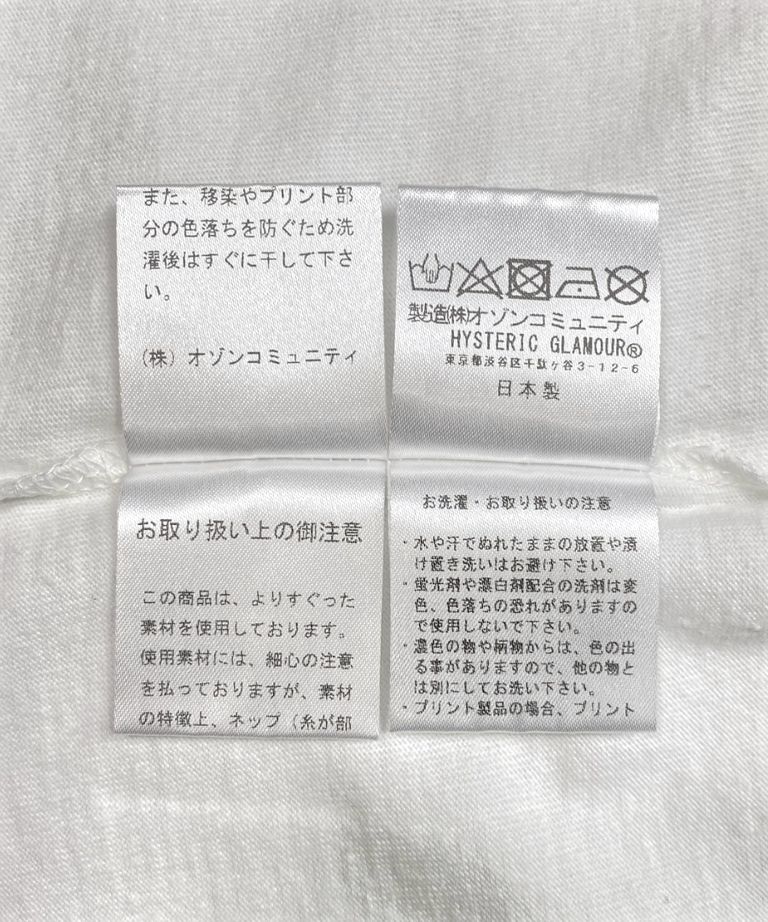 また、移染やプリント部
分の色落ちを防ぐため洗
濯後はすぐに干して下さ
い。
(株) オゾンコミュニティ
製造(株)オゾンコミュニティ
HYSTERIC GLAMOUR®
東京都渋谷区千駄ヶ谷3-12-6
日本製
お取り扱い上の御注意
この商品は、よりすぐった
素材を使用しております。
使用素材には、細心の注意
を払っておりますが、素材
の特徴上、ネップ（糸が部
お洗濯・お取り扱いの注意
・水や汗でぬれたままの放置や漬
け置き洗いはお避け下さい。
・蛍光剤や漂白剤配合の洗剤は変
色、色落ちの恐れがありますの
で使用しないで下さい。
・濃色の物や柄物からは、色の出
る事がありますので、他の物と
は別にしてお洗い下さい。
・プリント製品の場合、プリント